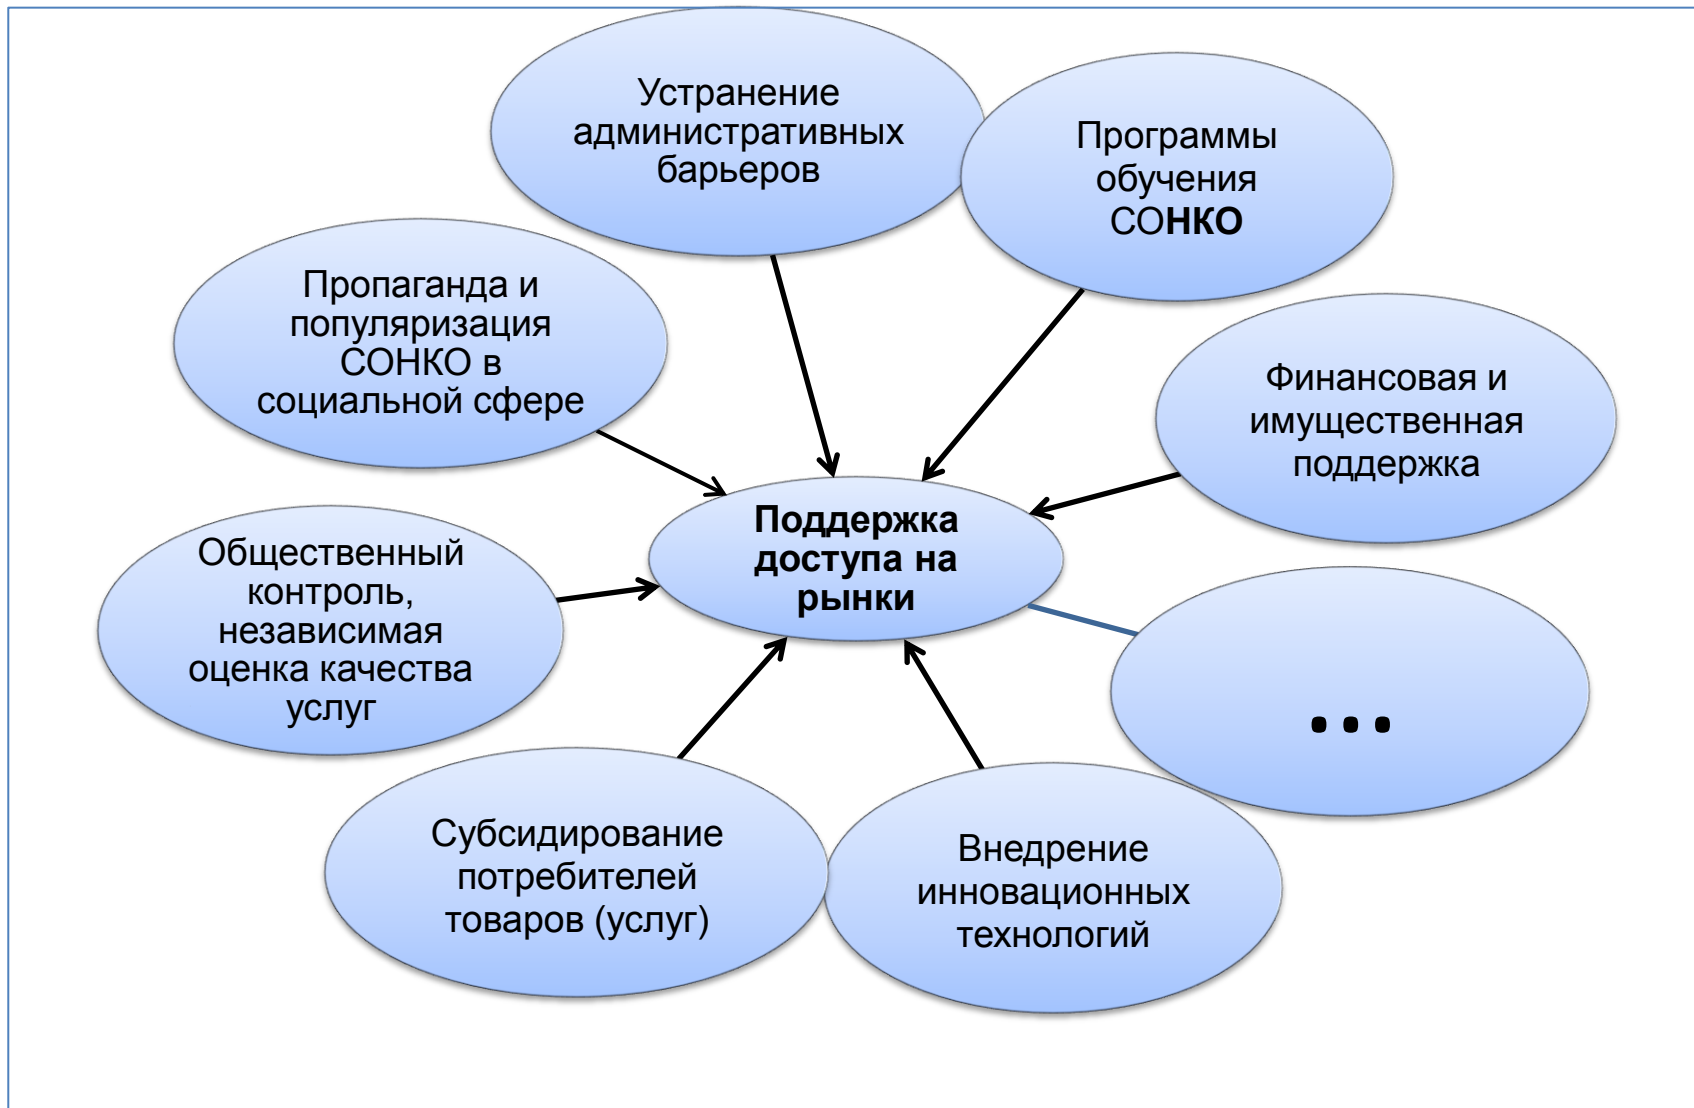 Устранение
административных
барьеров
Программы
обучения
СОНКО
Пропаганда и
популяризация
СОНКО в
социальной сфере
Финансовая и
имущественная
поддержка
Поддержка
доступа на
рынки
Общественный
контроль,
независимая
оценка качества
услуг
...
Субсидирование
потребителей
товаров (услуг)
Внедрение
инновационных
технологий